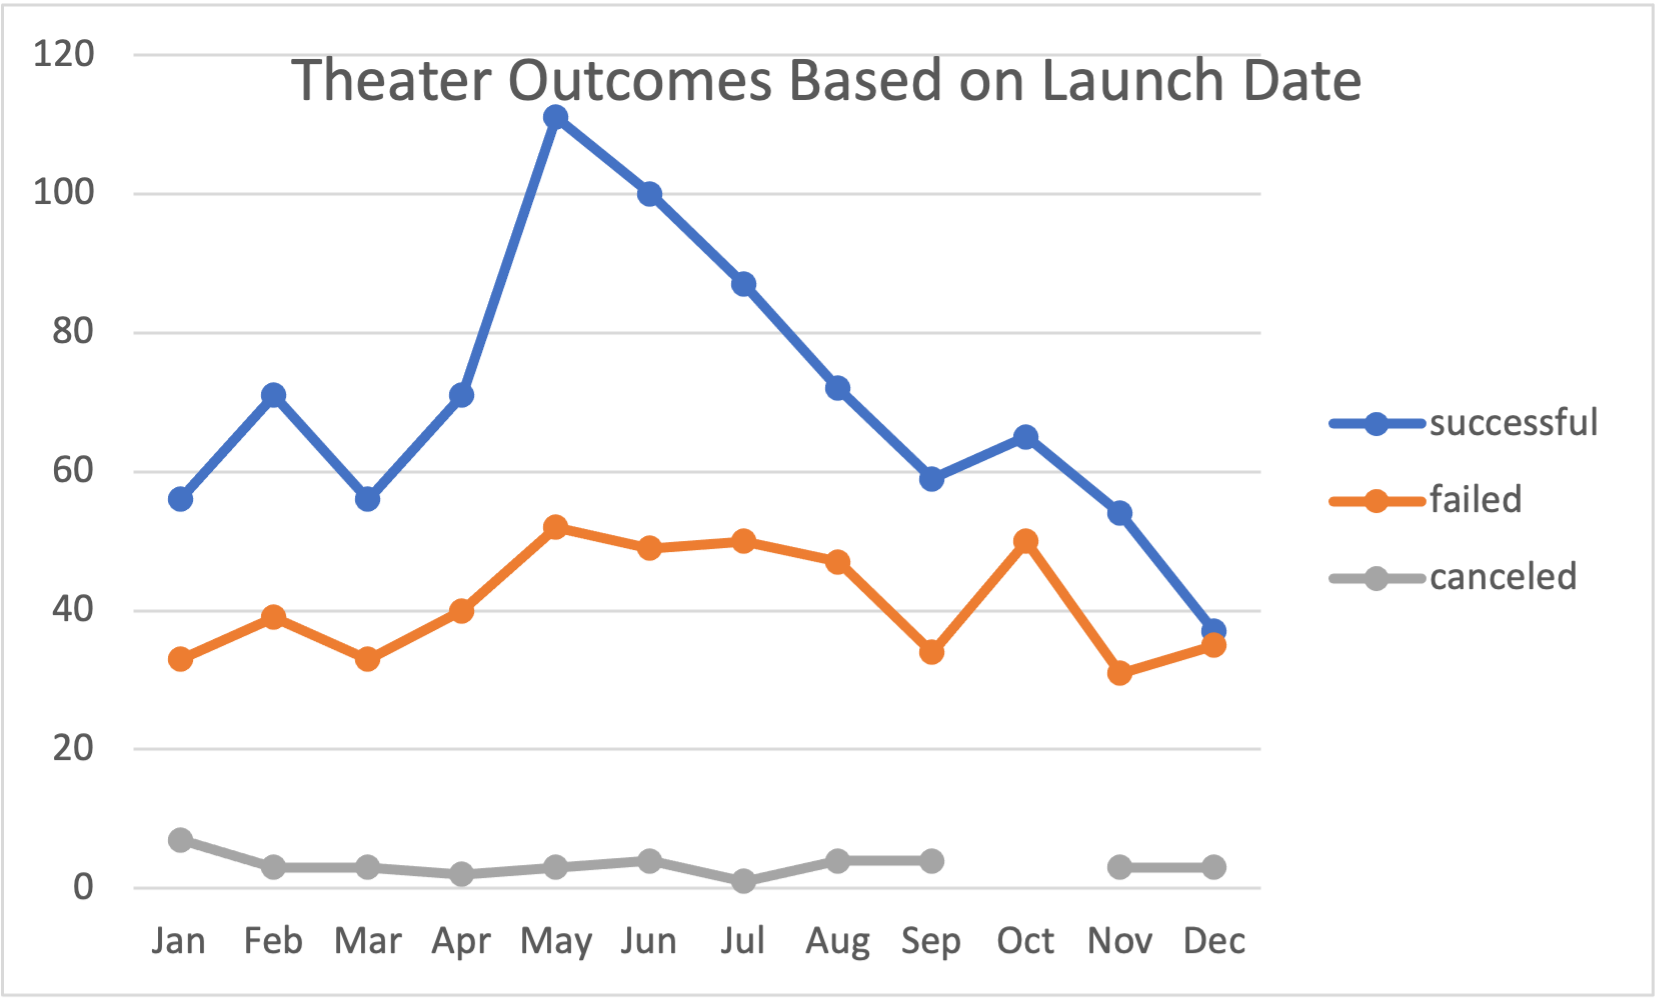 Theater Outcomes Based on Launch Date
120
100
80
60
40
20
0
Jan Feb Mar Apr May Jun Jul Aug Sep Oct Nov Dec
successful
failed
canceled